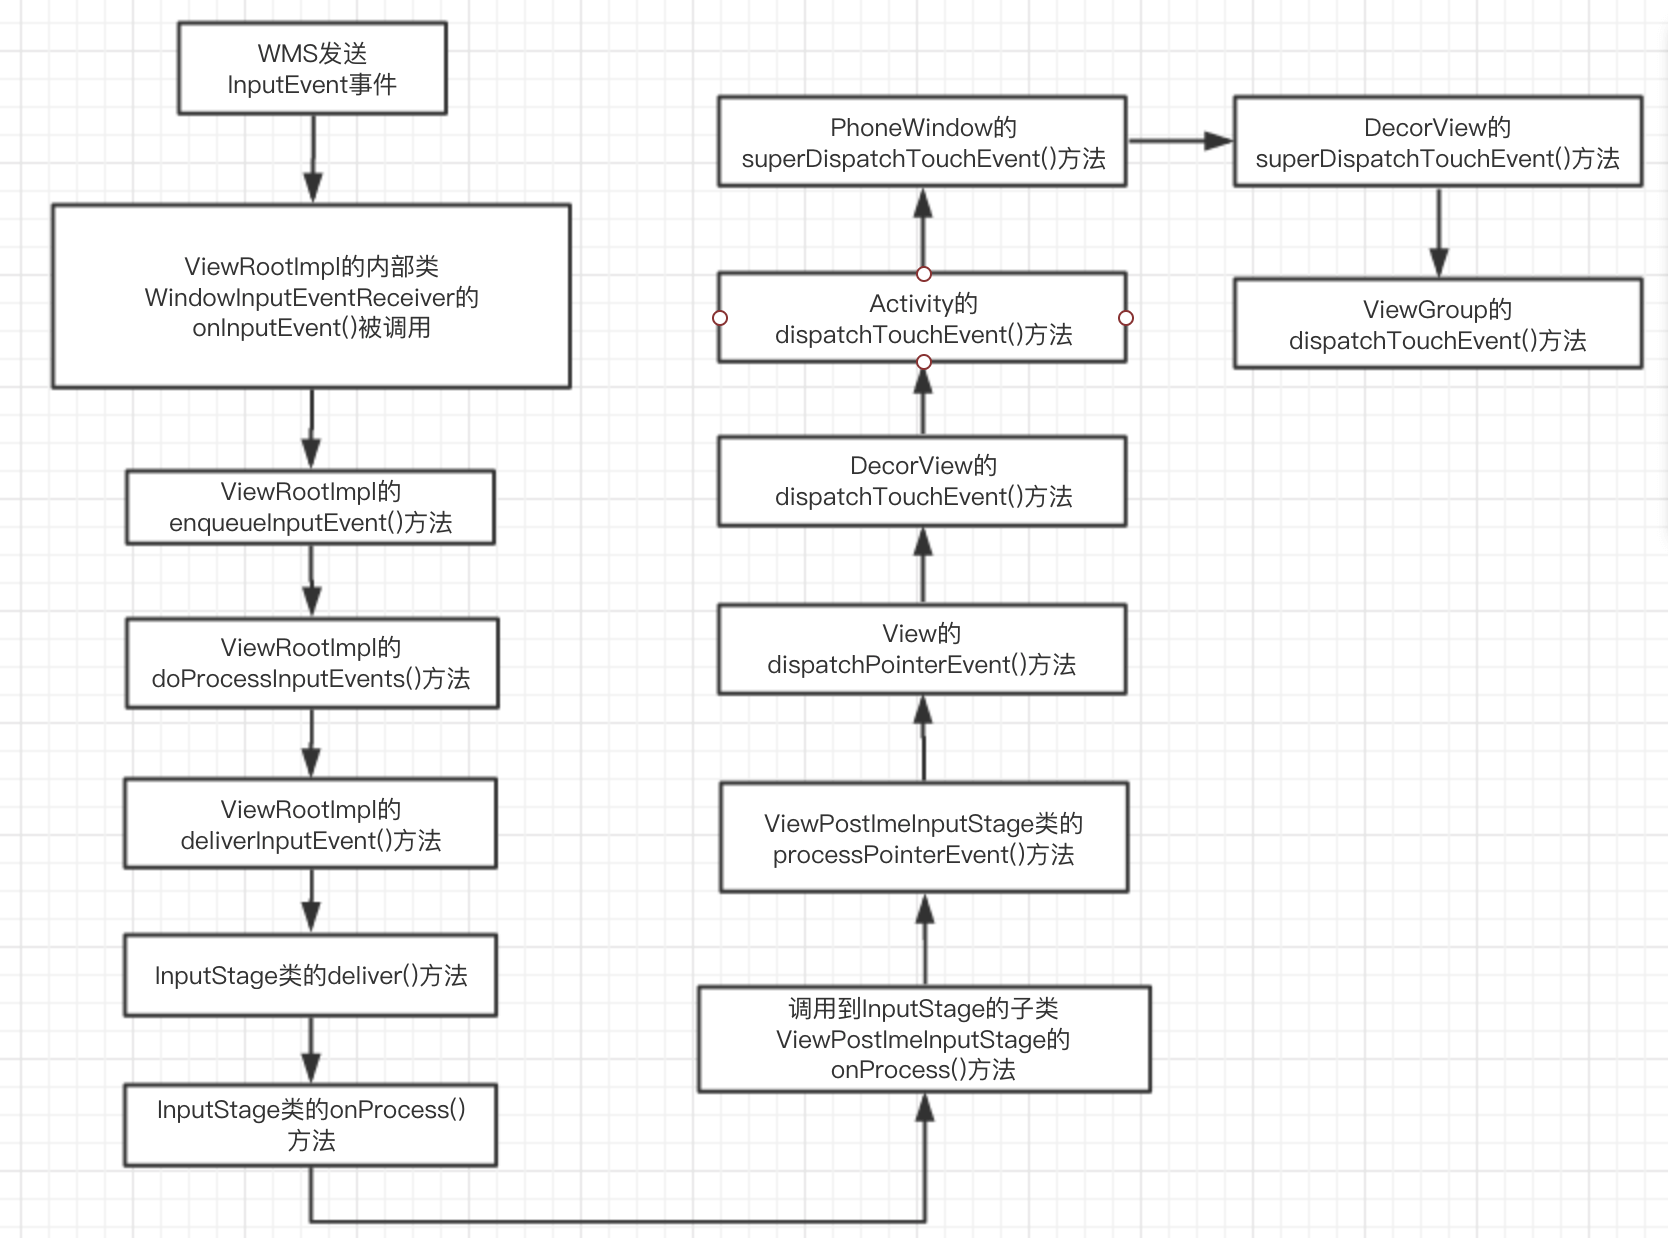 WMS发送
InputEvent事件
ViewRootImpl的内部类
WindowInputEventReceiver的
onInputEvent()被调用
ViewRootImpl的
enqueueInputEvent()方法
ViewRootImpl的
doProcessInputEvents()方法
ViewRootImpl的
deliverInputEvent()方法
InputStage类的deliver()方法
InputStage类的onProcess()
方法
调用到InputStage的子类
ViewPostImeInputStage的
onProcess()方法
ViewPostImeInputStage类的
processPointerEvent()方法
View的
dispatchPointerEvent()方法
DecorView的
dispatchTouchEvent()方法
Activity的
dispatchTouchEvent()方法
PhoneWindow的
superDispatchTouchEvent()方法
DecorView的
superDispatchTouchEvent()方法
ViewGroup的
dispatchTouchEvent()方法